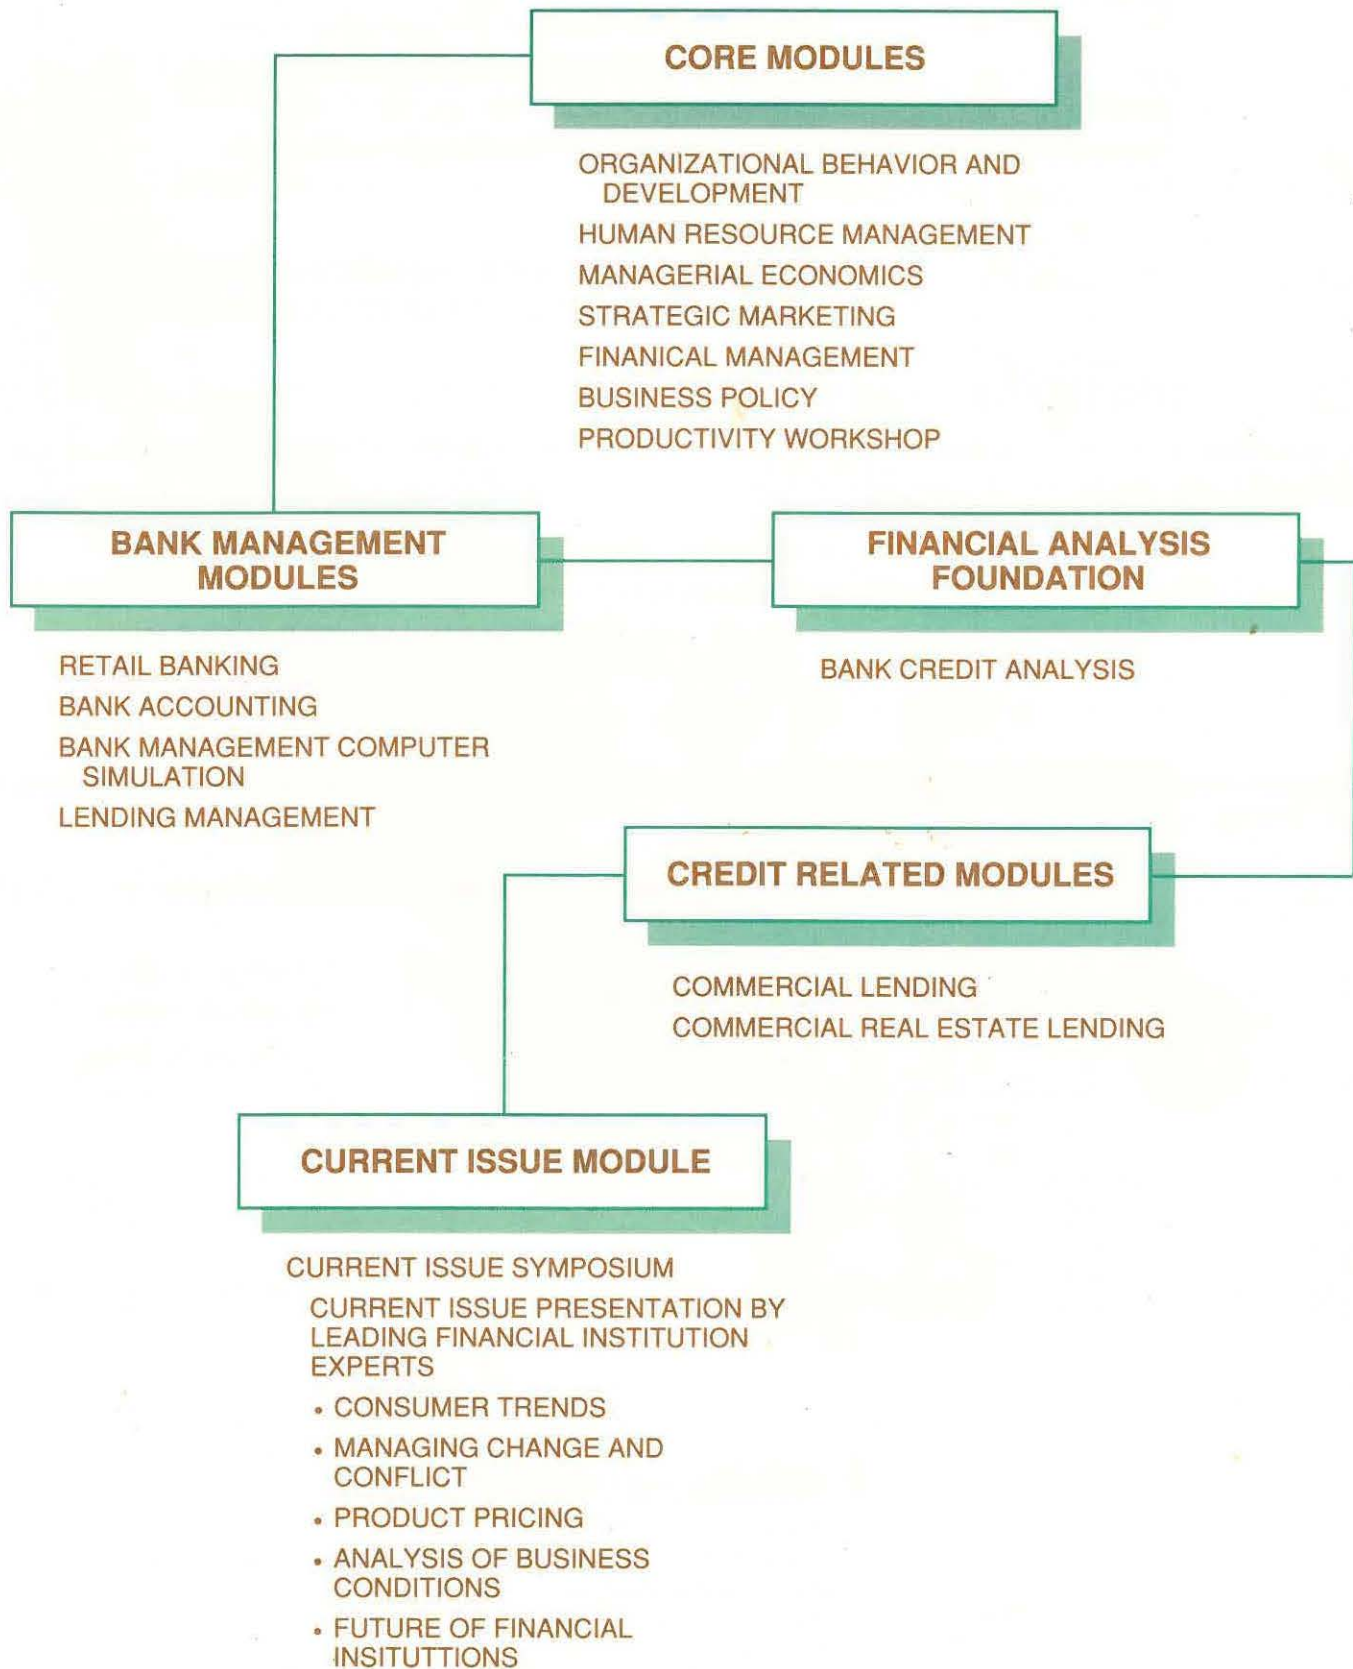 CORE MODULES
ORGANIZATIONAL BEHAVIOR AND
DEVELOPMENT
HUMAN RESOURCE MANAGEMENT
MANAGERIAL ECONOMICS
STRATEGIC MARKETING
FINANICAL MANAGEMENT
BUSINESS POLICY
PRODUCTIVITY WORKSHOP
BANK MANAGEMENT
MODULES
RETAIL BANKING
BANK ACCOUNTING
BANK MANAGEMENT COMPUTER
SIMULATION
LENDING MANAGEMENT
FINANCIAL ANALYSIS
FOUNDATION
BANK CREDIT ANALYSIS
CREDIT RELATED MODULES
COMMERCIAL LENDING
COMMERCIAL REAL ESTATE LENDING
CURRENT ISSUE MODULE
CURRENT ISSUE SYMPOSIUM
CURRENT ISSUE PRESENTATION BY
LEADING FINANCIAL INSTITUTION
EXPERTS
• CONSUMER TRENDS
• MANAGING CHANGE AND
CONFLICT
• PRODUCT PRICING
• ANALYSIS OF BUSINESS
CONDITIONS
• FUTURE OF FINANCIAL
INSITUTTIONS